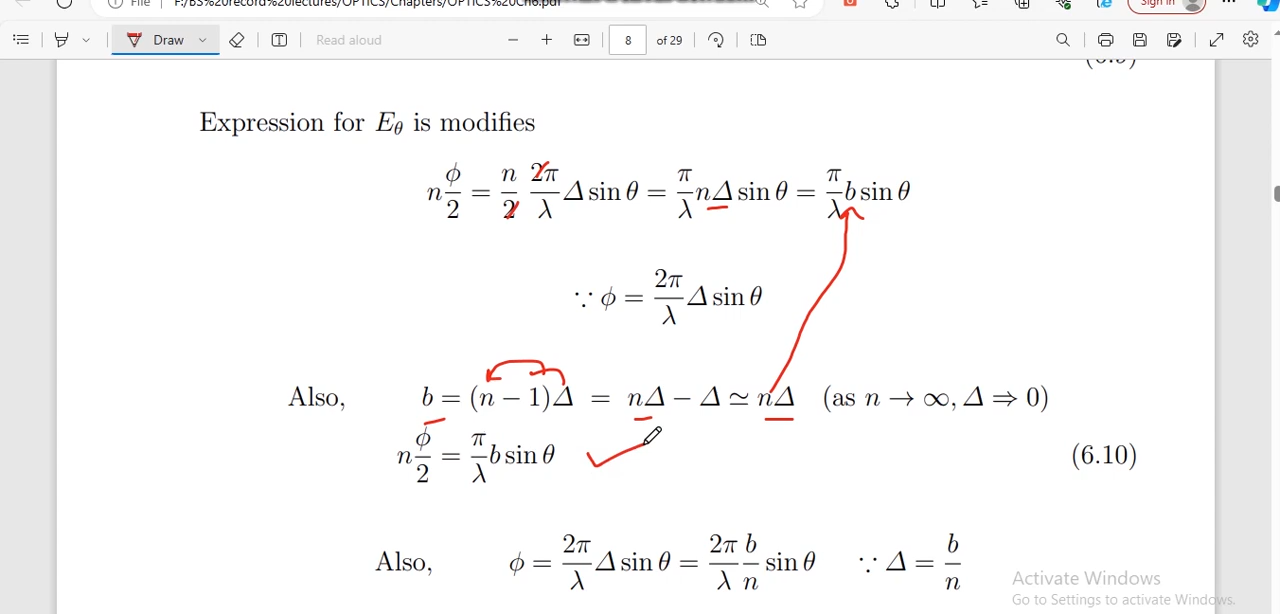 File F:/BS%20record%20lectures/OPTICS/Chapters/OPTICS%20Ch6.pdf Sign in
Draw Read aloud 8 of 29
Expression for E_θ is modifies
n ϕ/2 = n/2 2π/λ Δ sin θ = π/λ nΔ sin θ = π/λ b sin θ
∵ ϕ = 2π/λ Δ sin θ
Also, b = (n − 1)Δ = nΔ − Δ ≃ nΔ (as n → ∞, Δ ⇒ 0)
n ϕ/2 = π/λ b sin θ (6.10)
Also, ϕ = 2π/λ Δ sin θ = 2π/λ b/n sin θ ∵ Δ = b/n
Activate Windows
Go to Settings to activate Windows.